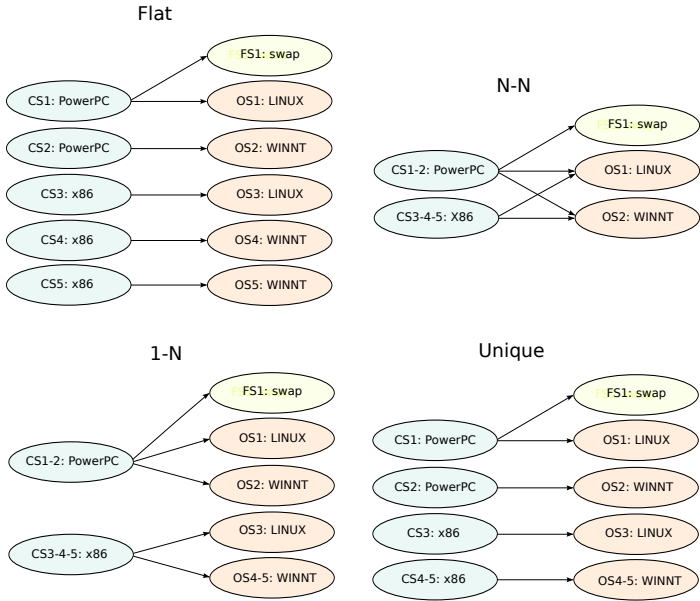 Flat
FS1: swap
CS1: PowerPC
OS1: LINUX
CS2: PowerPC
OS2: WINNT
CS3: x86
OS3: LINUX
CS4: x86
OS4: WINNT
CS5: x86
OS5: WINNT
N-N
FS1: swap
CS1-2: PowerPC
OS1: LINUX
CS3-4-5: X86
OS2: WINNT
1-N
FS1: swap
OS1: LINUX
CS1-2: PowerPC
OS2: WINNT
OS3: LINUX
CS3-4-5: x86
OS4-5: WINNT
Unique
FS1: swap
CS1: PowerPC
OS1: LINUX
CS2: PowerPC
OS2: WINNT
CS3: x86
OS3: LINUX
CS4-5: x86
OS4-5: WINNT